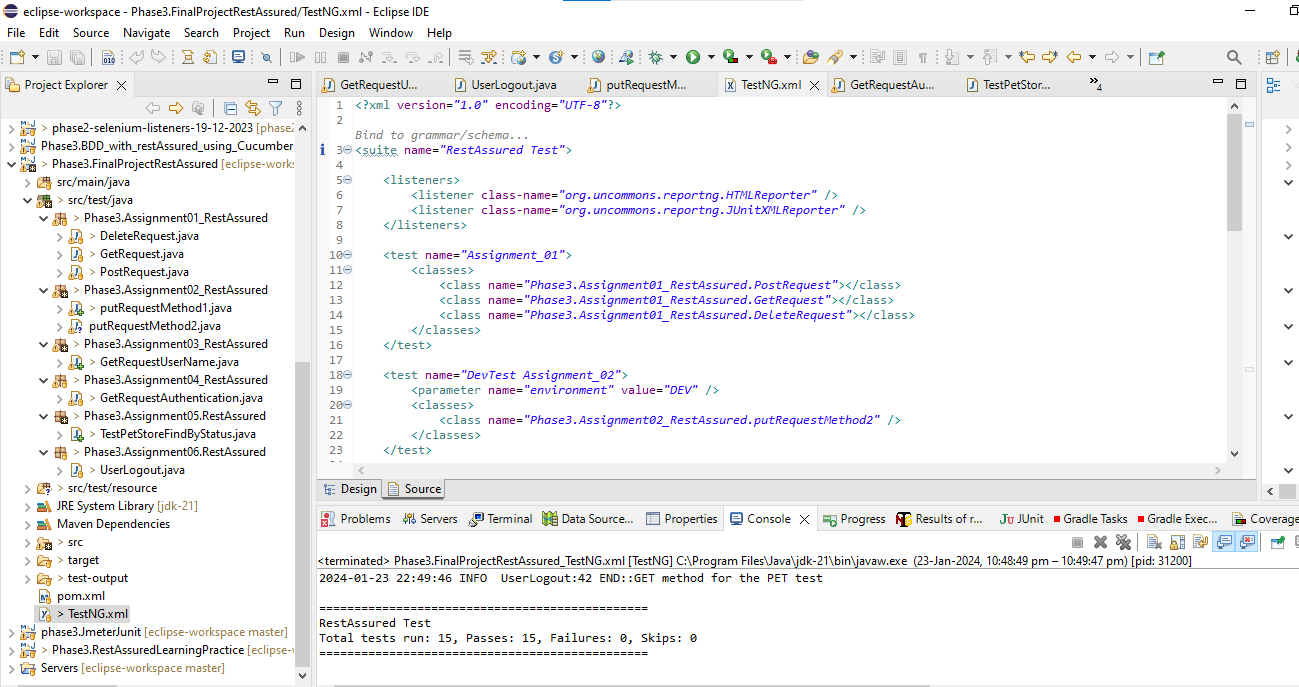 eclipse-workspace - Phase3.FinalProjectRestAssured/TestNG.xml - Eclipse IDE
File Edit Source Navigate Search Project Run Design Window Help
Project Explorer
> phase2-selenium-listeners-19-12-2023 [phase2
Phase3.BDD_with_restAssured_using_Cucumber
> Phase3.FinalProjectRestAssured [eclipse-works
src/main/java
> src/test/java
> Phase3.Assignment01_RestAssured
> DeleteRequest.java
> GetRequest.java
> PostRequest.java
> Phase3.Assignment02_RestAssured
> putRequestMethod1.java
putRequestMethod2.java
> Phase3.Assignment03_RestAssured
> GetRequestUserName.java
> Phase3.Assignment04_RestAssured
> GetRequestAuthentication.java
> Phase3.Assignment05.RestAssured
> TestPetStoreFindByStatus.java
> Phase3.Assignment06.RestAssured
> UserLogout.java
> src/test/resource
JRE System Library [jdk-21]
Maven Dependencies
> src
> target
> test-output
pom.xml
> TestNG.xml
phase3.JmeterJunit [eclipse-workspace master]
> Phase3.RestAssuredLearningPractice [eclipse-w
Servers [eclipse-workspace master]
GetRequestU... UserLogout.java putRequestM... TestNG.xml GetRequestAu... TestPetStor... »4
1 <?xml version="1.0" encoding="UTF-8"?>
2
Bind to grammar/schema...
3 <suite name="RestAssured Test">
4
5 <listeners>
6 <listener class-name="org.uncommons.reportng.HTMLReporter" />
7 <listener class-name="org.uncommons.reportng.JUnitXMLReporter" />
8 </listeners>
9
10 <test name="Assignment_01">
11 <classes>
12 <class name="Phase3.Assignment01_RestAssured.PostRequest"></class>
13 <class name="Phase3.Assignment01_RestAssured.GetRequest"></class>
14 <class name="Phase3.Assignment01_RestAssured.DeleteRequest"></class>
15 </classes>
16 </test>
17
18 <test name="DevTest Assignment_02">
19 <parameter name="environment" value="DEV" />
20 <classes>
21 <class name="Phase3.Assignment02_RestAssured.putRequestMethod2" />
22 </classes>
23 </test>
Design Source
Problems Servers Terminal Data Source... Properties Console Progress Results of r... JUnit Gradle Tasks Gradle Exec... Coverage
<terminated> Phase3.FinalProjectRestAssured_TestNG.xml [TestNG] C:\Program Files\Java\jdk-21\bin\javaw.exe (23-Jan-2024, 10:48:49 pm – 10:49:47 pm) [pid: 31200]
2024-01-23 22:49:46 INFO UserLogout:42 END::GET method for the PET test
===============================================
RestAssured Test
Total tests run: 15, Passes: 15, Failures: 0, Skips: 0
===============================================